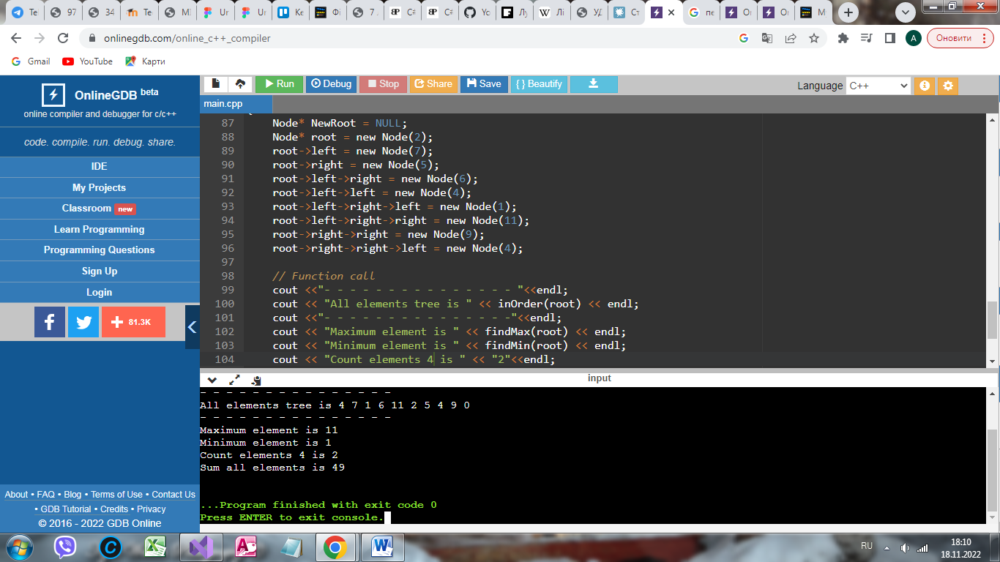 Te
97
34
Te
MI
Ur
Ur
Ke
Фі
7.
C#
C#
Yo
Лу
Лі
УД
Ст
пе
Оі
Оі
М
onlinegdb.com/online_c++_compiler
A
Оновити
Gmail
YouTube
Карти
OnlineGDB beta
online compiler and debugger for c/c++
code. compile. run. debug. share.
IDE
My Projects
Classroom new
Learn Programming
Programming Questions
Sign Up
Login
f
+ 81.3K
About • FAQ • Blog • Terms of Use • Contact Us
• GDB Tutorial • Credits • Privacy
© 2016 - 2022 GDB Online
Run
Debug
Stop
Share
Save
{ } Beautify
Language C++
main.cpp
87 Node* NewRoot = NULL;
88 Node* root = new Node(2);
89 root->left = new Node(7);
90 root->right = new Node(5);
91 root->left->right = new Node(6);
92 root->left->left = new Node(4);
93 root->left->right->left = new Node(1);
94 root->left->right->right = new Node(11);
95 root->right->right = new Node(9);
96 root->right->right->left = new Node(4);
97
98 // Function call
99 cout <<"- - - - - - - - - - - - - - - "<<endl;
100 cout << "All elements tree is " << inOrder(root) << endl;
101 cout <<"- - - - - - - - - - - - - - -"<<endl;
102 cout << "Maximum element is " << findMax(root) << endl;
103 cout << "Minimum element is " << findMin(root) << endl;
104 cout << "Count elements 4 is " << "2"<<endl;
input
- - - - - - - - - - - - - - -
All elements tree is 4 7 1 6 11 2 5 4 9 0
- - - - - - - - - - - - - - -
Maximum element is 11
Minimum element is 1
Count elements 4 is 2
Sum all elements is 49
...Program finished with exit code 0
Press ENTER to exit console.
RU
18:10
18.11.2022